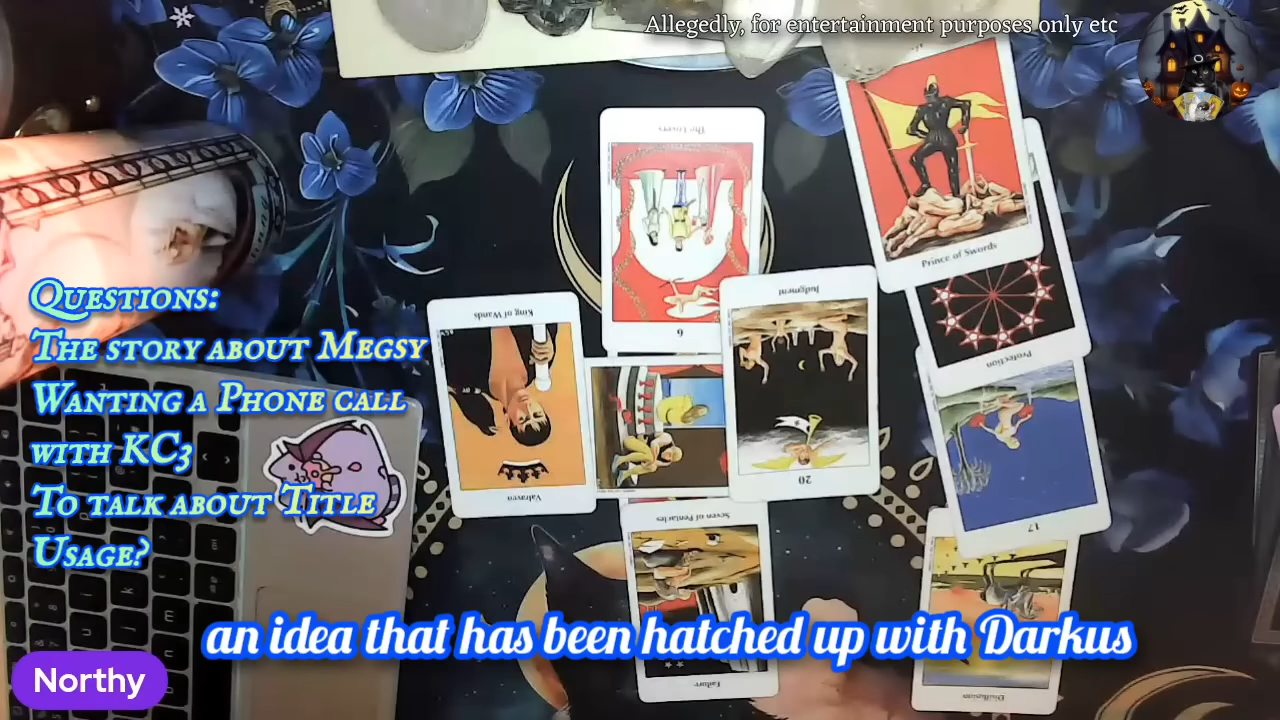 Allegedly, for entertainment purposes only etc
The Lovers
6
Prince of Swords
Judgment
20
King of Wands
Valraven
Protection
17
Questions:
The story about Megsy
Wanting a Phone call
with KC3
To talk about Title
Usage?
Seven of Pentacles
Failure
an idea that has been hatched up with Darkus
Northy